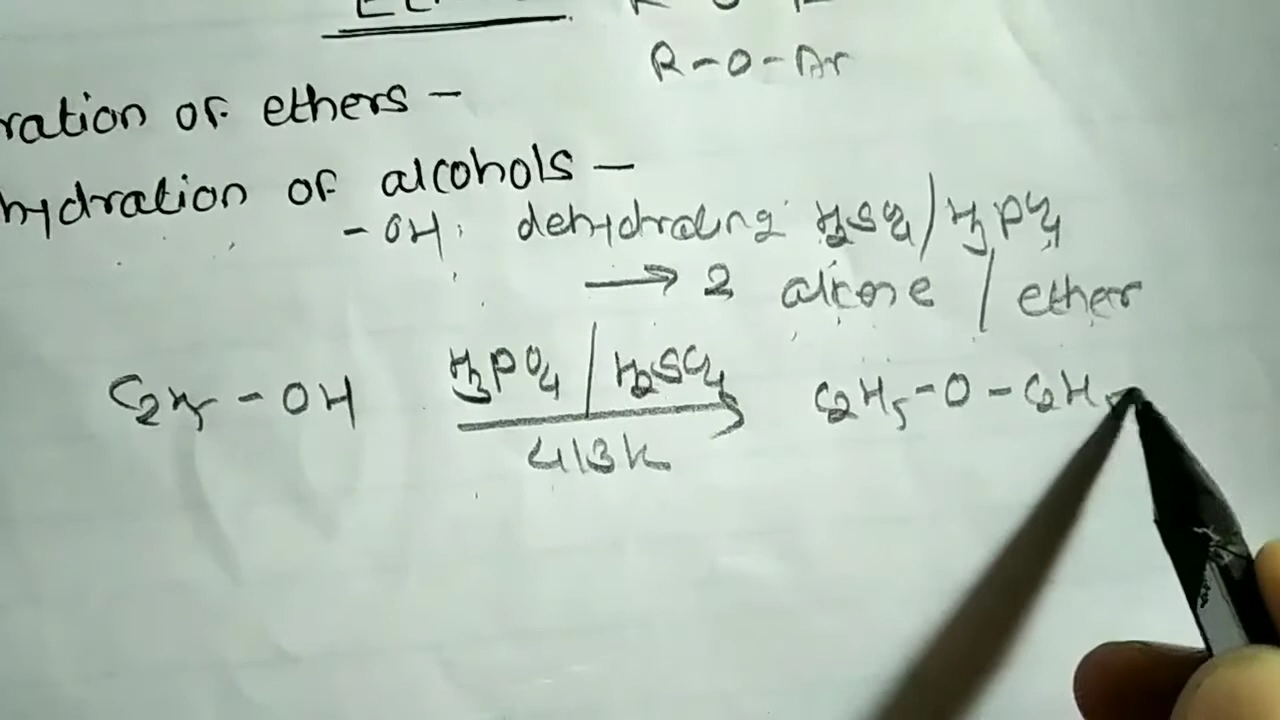 R-O-Ar
ration of ethers -
hydration of alcohols -
-OH, dehydrating H2SO4/H3PO4
→ 2 alkene / ether
C2H5-OH H3PO4/H2SO4 → C2H5-O-C2H5
413K